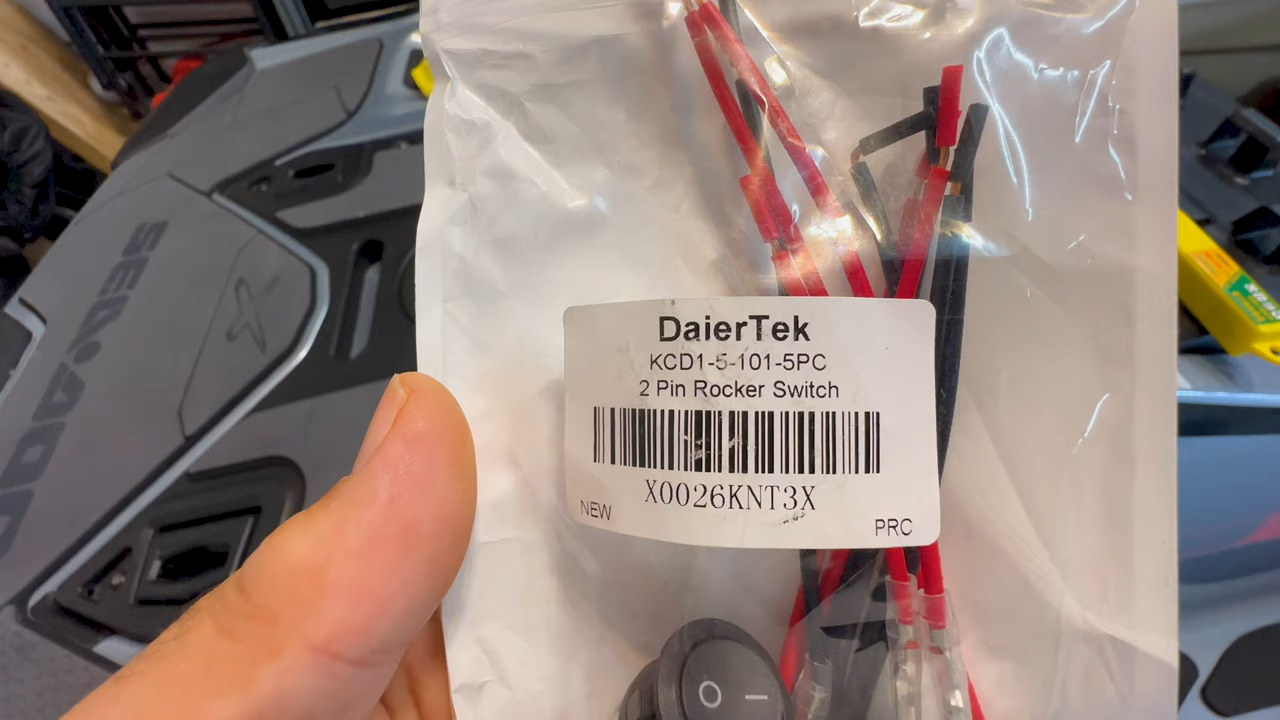 DaierTek
KCD1-5-101-5PC
2 Pin Rocker Switch
X0026KNT3X
NEW
PRC
SEA•DOO
O